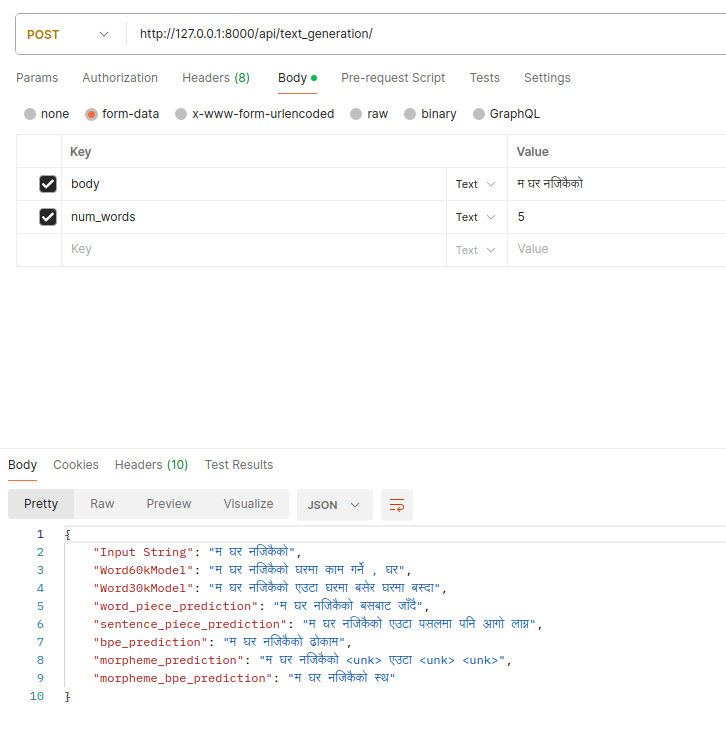 POST http://127.0.0.1:8000/api/text_generation/
Params Authorization Headers (8) Body Pre-request Script Tests Settings
none form-data x-www-form-urlencoded raw binary GraphQL
Key Value
body Text म घर नजिकैको
num_words Text 5
Key Text Value
Body Cookies Headers (10) Test Results
Pretty Raw Preview Visualize JSON
1 {
2 "Input String": "म घर नजिकैको",
3 "Word60kModel": "म घर नजिकैको घरमा काम गर्ने , घर",
4 "Word30kModel": "म घर नजिकैको एउटा घरमा बसेर घरमा बस्दा",
5 "word_piece_prediction": "म घर नजिकैको बसबाट जाँदै",
6 "sentence_piece_prediction": "म घर नजिकैको एउटा पसलमा पनि आगो लाग्न",
7 "bpe_prediction": "म घर नजिकैको ढोकाम",
8 "morpheme_prediction": "म घर नजिकैको <unk> एउटा <unk> <unk>",
9 "morpheme_bpe_prediction": "म घर नजिकैको स्थ"
10 }